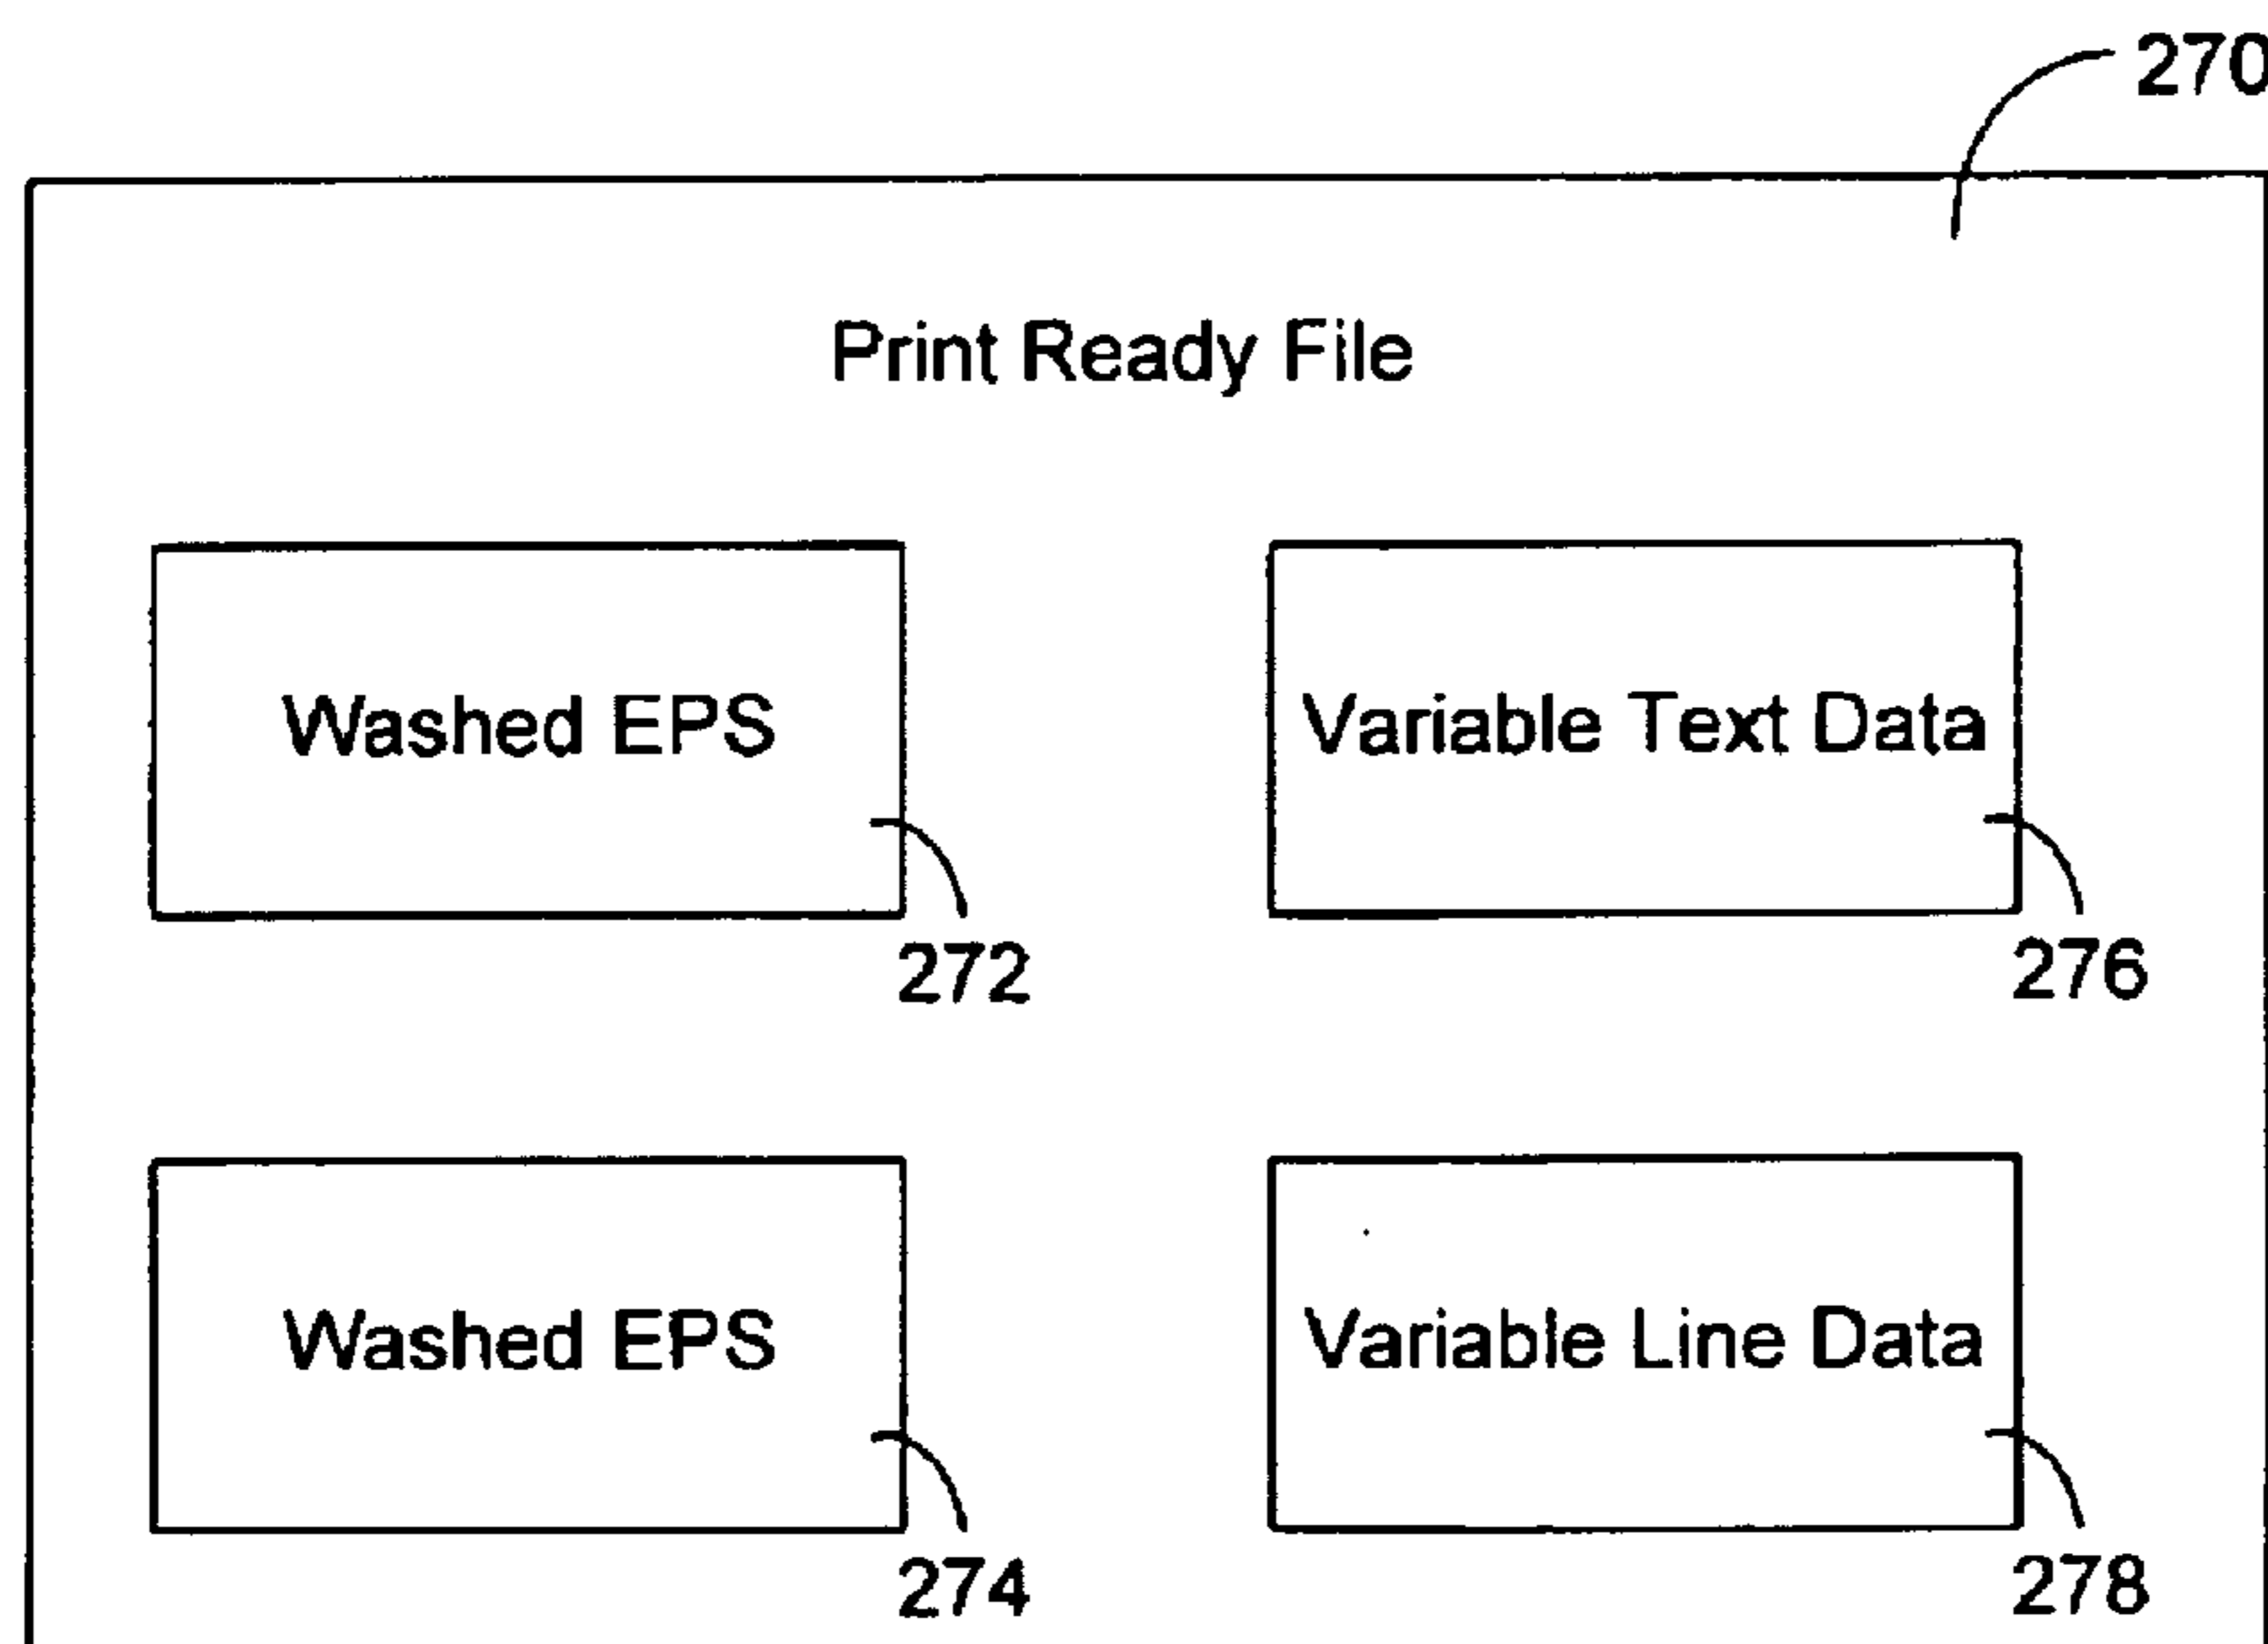 270
Print Ready File
Washed EPS
Variable Text Data
272
276
Washed EPS
Variable Line Data
274
278